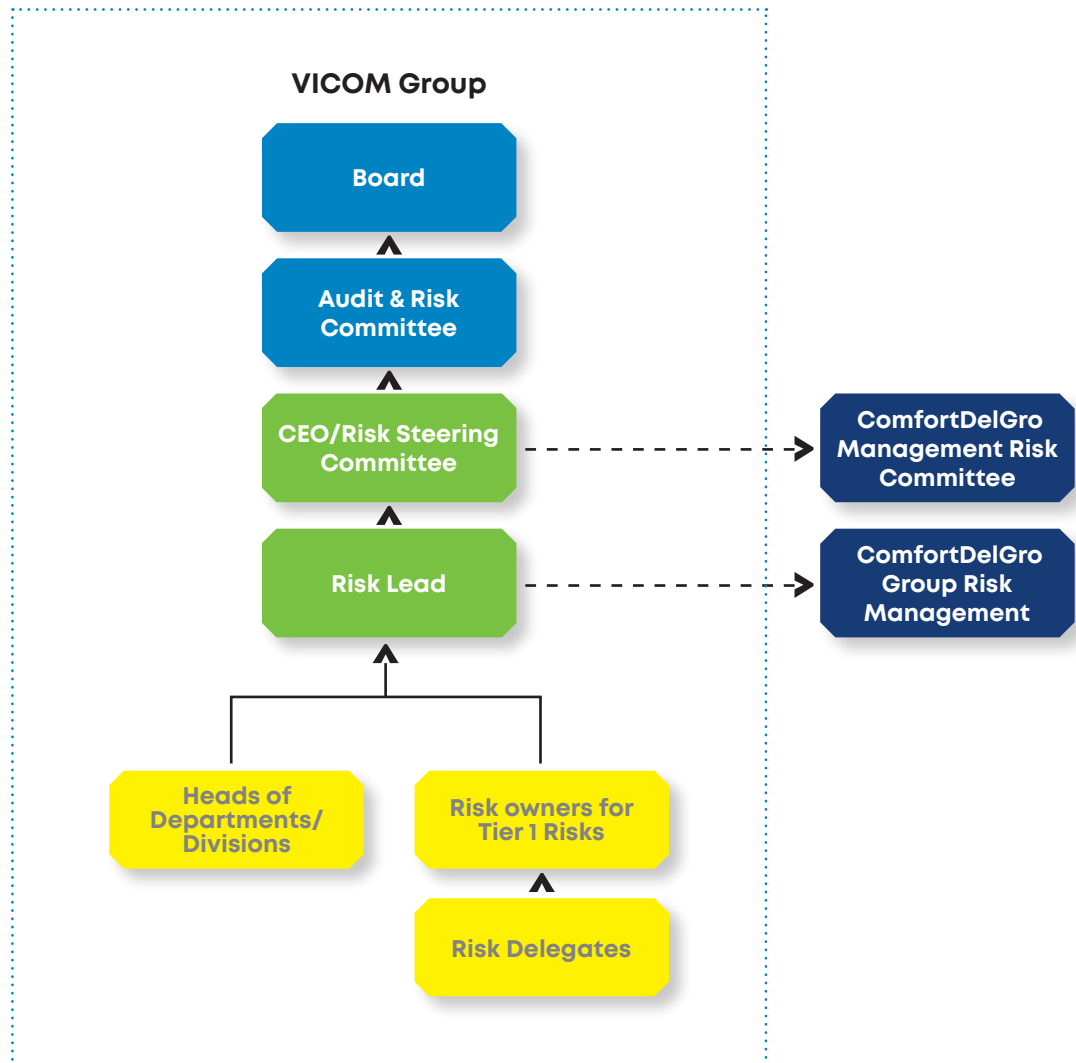 VICOM Group
Board
Audit & Risk
Committee
CEO/Risk Steering
Committee
ComfortDelGro
Management Risk
Committee
Risk Lead
ComfortDelGro
Group Risk
Management
Heads of
Departments/
Divisions
Risk owners for
Tier 1 Risks
Risk Delegates